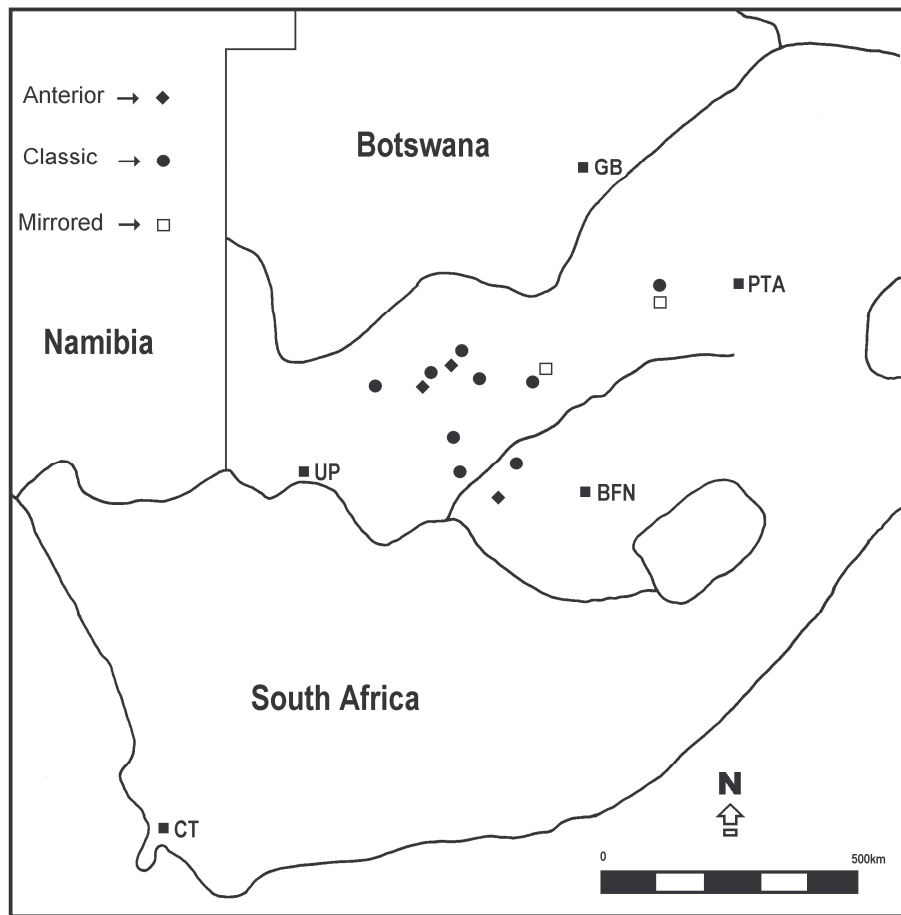 Anterior →
Classic →
Mirrored →
Botswana
GB
PTA
Namibia
UP
BFN
South Africa
CT
N
0 500km